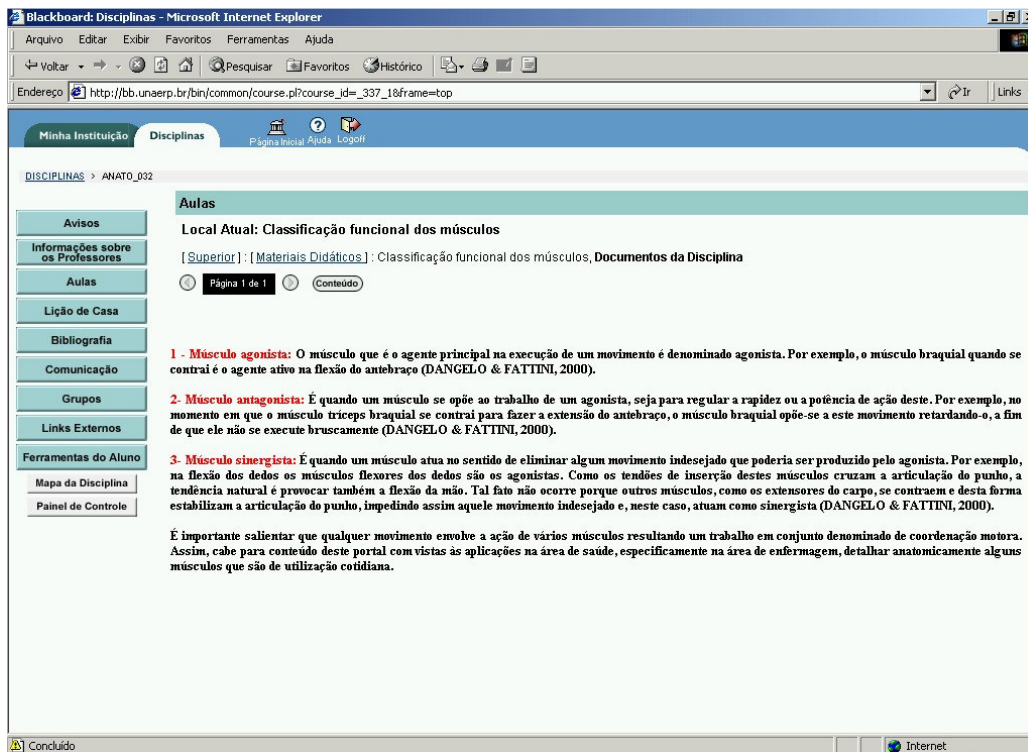 Blackboard: Disciplinas - Microsoft Internet Explorer
Arquivo Editar Exibir Favoritos Ferramentas Ajuda
Voltar Pesquisar Favoritos Histórico
Endereço http://bb.unaerp.br/bin/common/course.pl?course_id=_337_1&frame=top Ir Links
Minha Instituição Disciplinas Página Inicial Ajuda Logoff
DISCIPLINAS > ANATO_032
Aulas
Local Atual: Classificação funcional dos músculos
[ Superior ] : [ Materiais Didáticos ] : Classificação funcional dos músculos, Documentos da Disciplina
Página 1 de 1 Conteúdo
Avisos
Informações sobre
os Professores
Aulas
Lição de Casa
Bibliografia
Comunicação
Grupos
Links Externos
Ferramentas do Aluno
Mapa da Disciplina
Painel de Controle
1 - Músculo agonista: O músculo que é o agente principal na execução de um movimento é denominado agonista. Por exemplo, o músculo braquial quando se
contrai é o agente ativo na flexão do antebraço (DANGELO & FATTINI, 2000).
2- Músculo antagonista: É quando um músculo se opõe ao trabalho de um agonista, seja para regular a rapidez ou a potência de ação deste. Por exemplo, no
momento em que o músculo tríceps braquial se contrai para fazer a extensão do antebraço, o músculo braquial opõe-se a este movimento retardando-o, a fim
de que ele não se execute bruscamente (DANGELO & FATTINI, 2000).
3- Músculo sinergista: É quando um músculo atua no sentido de eliminar algum movimento indesejado que poderia ser produzido pelo agonista. Por exemplo,
na flexão dos dedos os músculos flexores dos dedos são os agonistas. Como os tendões de inserção destes músculos cruzam a articulação do punho, a
tendência natural é provocar também a flexão da mão. Tal fato não ocorre porque outros músculos, como os extensores do carpo, se contraem e desta forma
estabilizam a articulação do punho, impedindo assim aquele movimento indesejado e, neste caso, atuam como sinergista (DANGELO & FATTINI, 2000).
É importante salientar que qualquer movimento envolve a ação de vários músculos resultando um trabalho em conjunto denominado de coordenação motora.
Assim, cabe para conteúdo deste portal com vistas às aplicações na área de saúde, especificamente na área de enfermagem, detalhar anatomicamente alguns
músculos que são de utilização cotidiana.
Concluído Internet